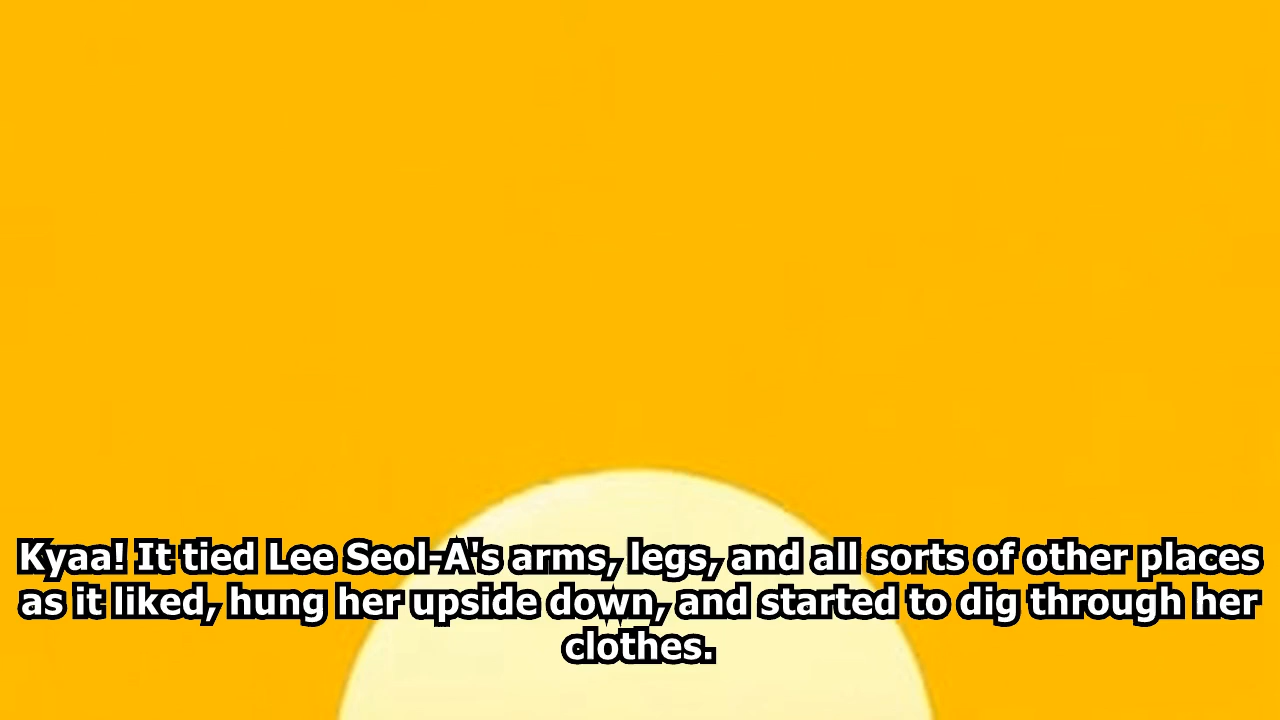 Kyaa! It tied Lee Seol-A's arms, legs, and all sorts of other places
as it liked, hung her upside down, and started to dig through her
clothes.